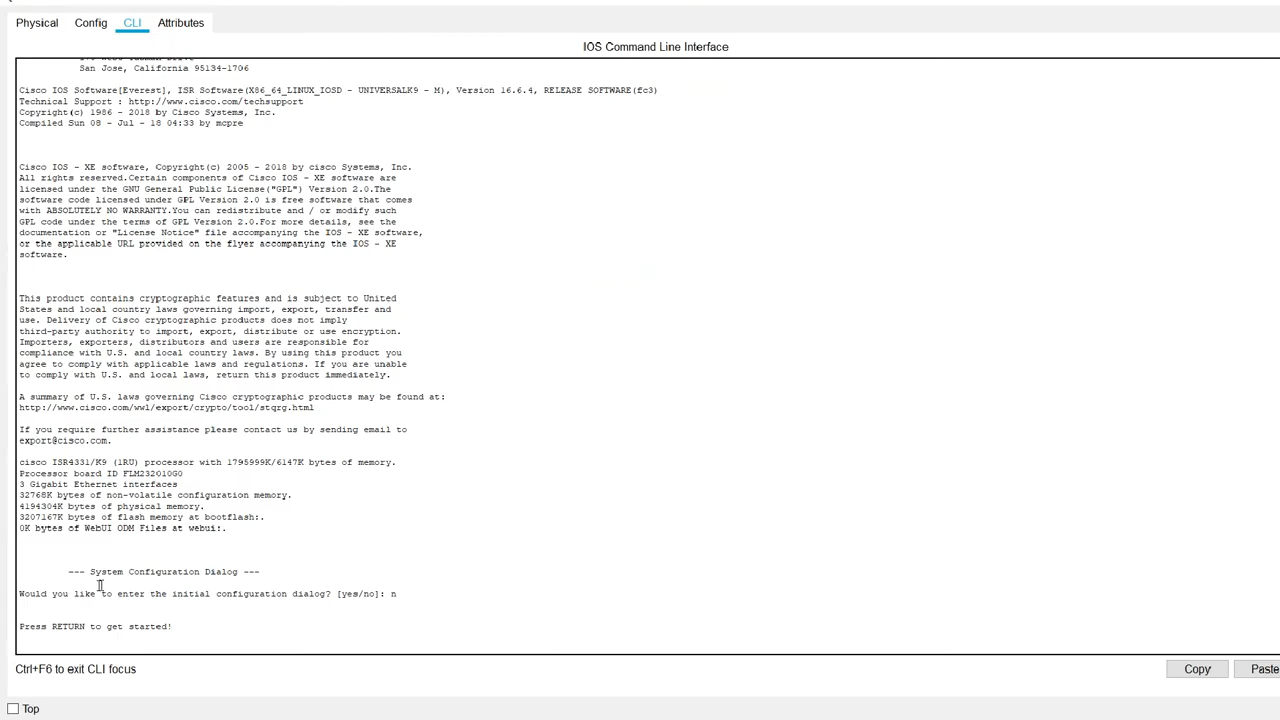 Physical Config CLI Attributes
IOS Command Line Interface
San Jose, California 95134-1706
Cisco IOS Software[Everest], ISR Software(X86_64_LINUX_IOSD - UNIVERSALK9 - M), Version 16.6.4, RELEASE SOFTWARE(fc3)
Technical Support : http://www.cisco.com/techsupport
Copyright(c) 1986 - 2018 by Cisco Systems, Inc.
Compiled Sun 08 - Jul - 18 04:33 by mcpre
Cisco IOS - XE software, Copyright(c) 2005 - 2018 by cisco Systems, Inc.
All rights reserved.Certain components of Cisco IOS - XE software are
licensed under the GNU General Public License("GPL") Version 2.0.The
software code licensed under GPL Version 2.0 is free software that comes
with ABSOLUTELY NO WARRANTY.You can redistribute and / or modify such
GPL code under the terms of GPL Version 2.0.For more details, see the
documentation or "License Notice" file accompanying the IOS - XE software,
or the applicable URL provided on the flyer accompanying the IOS - XE
software.
This product contains cryptographic features and is subject to United
States and local country laws governing import, export, transfer and
use. Delivery of Cisco cryptographic products does not imply
third-party authority to import, export, distribute or use encryption.
Importers, exporters, distributors and users are responsible for
compliance with U.S. and local country laws. By using this product you
agree to comply with applicable laws and regulations. If you are unable
to comply with U.S. and local laws, return this product immediately.
A summary of U.S. laws governing Cisco cryptographic products may be found at:
http://www.cisco.com/wwl/export/crypto/tool/stqrg.html
If you require further assistance please contact us by sending email to
export@cisco.com.
cisco ISR4331/K9 (1RU) processor with 1795999K/6147K bytes of memory.
Processor board ID FLM232010G0
3 Gigabit Ethernet interfaces
32768K bytes of non-volatile configuration memory.
4194304K bytes of physical memory.
3207167K bytes of flash memory at bootflash:.
0K bytes of WebUI ODM Files at webui:.
--- System Configuration Dialog ---
Would you like to enter the initial configuration dialog? [yes/no]: n
Press RETURN to get started!
Ctrl+F6 to exit CLI focus
Copy Paste
Top